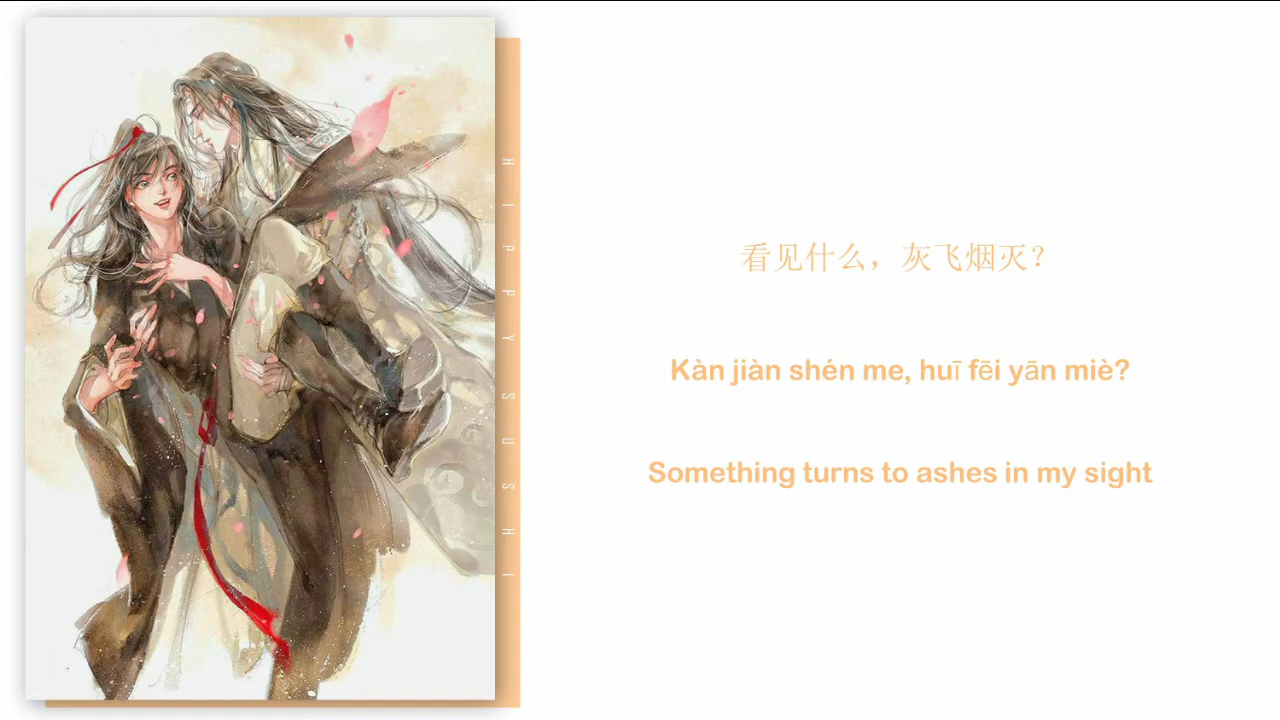 HIPPYSUSHI
看见什么，灰飞烟灭？
Kàn jiàn shén me, huī fēi yān miè?
Something turns to ashes in my sight